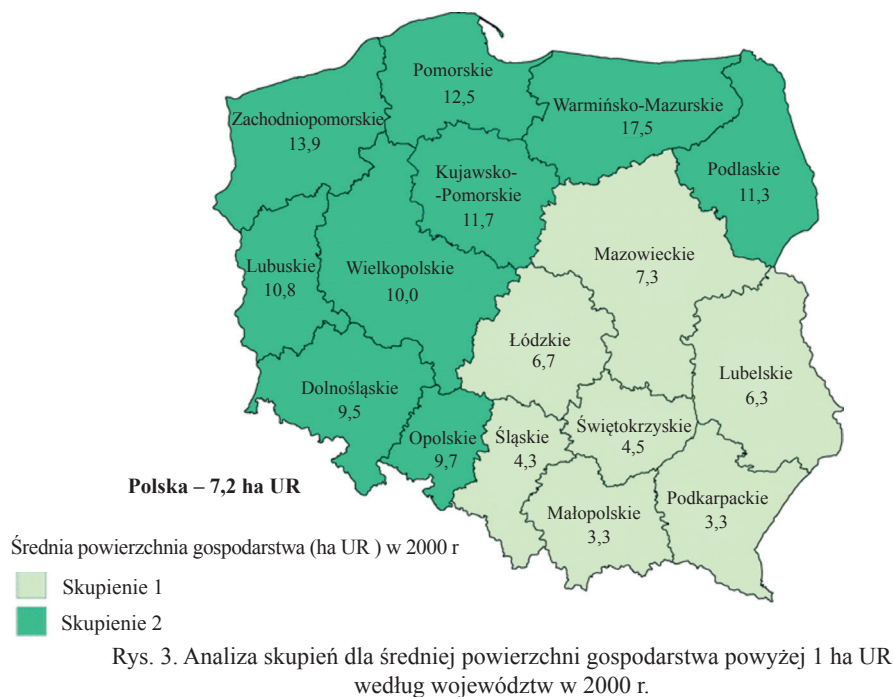 Pomorskie
12,5
Warmińsko-Mazurskie
17,5
Zachodniopomorskie
13,9
Kujawsko-
-Pomorskie
11,7
Podlaskie
11,3
Mazowieckie
7,3
Lubuskie
10,8
Wielkopolskie
10,0
Łódzkie
6,7
Lubelskie
6,3
Dolnośląskie
9,5
Opolskie
9,7
Śląskie
4,3
Świętokrzyskie
4,5
Podkarpackie
3,3
Małopolskie
3,3
Polska – 7,2 ha UR
Średnia powierzchnia gospodarstwa (ha UR ) w 2000 r
Skupienie 1
Skupienie 2
Rys. 3. Analiza skupień dla średniej powierzchni gospodarstwa powyżej 1 ha UR
według województw w 2000 r.